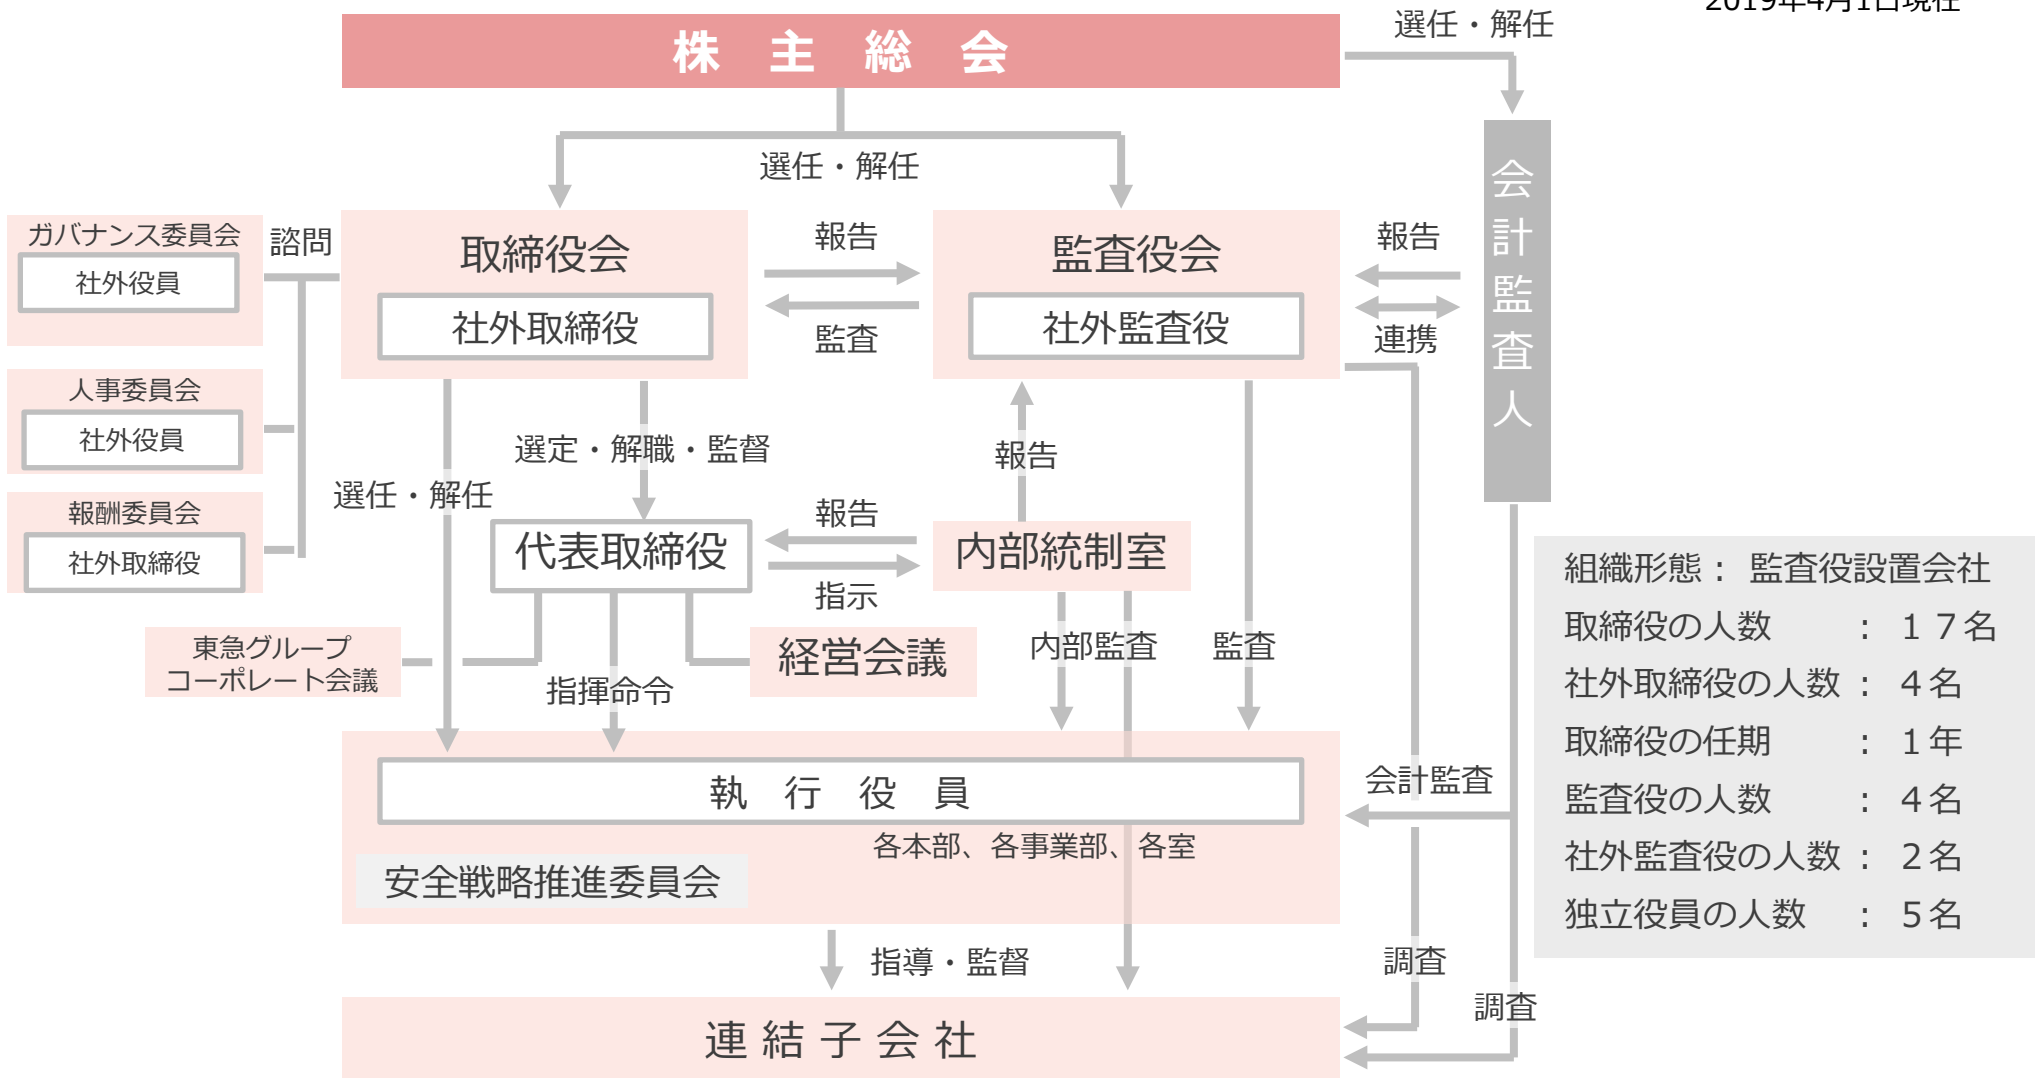 2019年4月1日現在
株 主 総 会
選任・解任
選任・解任
会計監査人
ガバナンス委員会
社外役員
諮問
取締役会
社外取締役
報告
監査
監査役会
社外監査役
報告
連携
人事委員会
社外役員
報酬委員会
社外取締役
選任・解任
選定・解職・監督
報告
代表取締役
報告
指示
内部統制室
東急グループ
コーポレート会議
指揮命令
経営会議
内部監査
監査
執 行 役 員
各本部、各事業部、各室
安全戦略推進委員会
会計監査
指導・監督
調査
調査
連 結 子 会 社
組織形態： 監査役設置会社
取締役の人数 ： １７名
社外取締役の人数 ： ４名
取締役の任期 ： １年
監査役の人数 ： ４名
社外監査役の人数 ： ２名
独立役員の人数 ： ５名